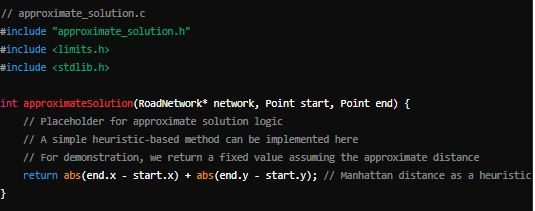 // approximate_solution.c
#include "approximate_solution.h"
#include <limits.h>
#include <stdlib.h>

int approximateSolution(RoadNetwork* network, Point start, Point end) {
    // Placeholder for approximate solution logic
    // A simple heuristic-based method can be implemented here
    // For demonstration, we return a fixed value assuming the approximate distance
    return abs(end.x - start.x) + abs(end.y - start.y); // Manhattan distance as a heuristic
}